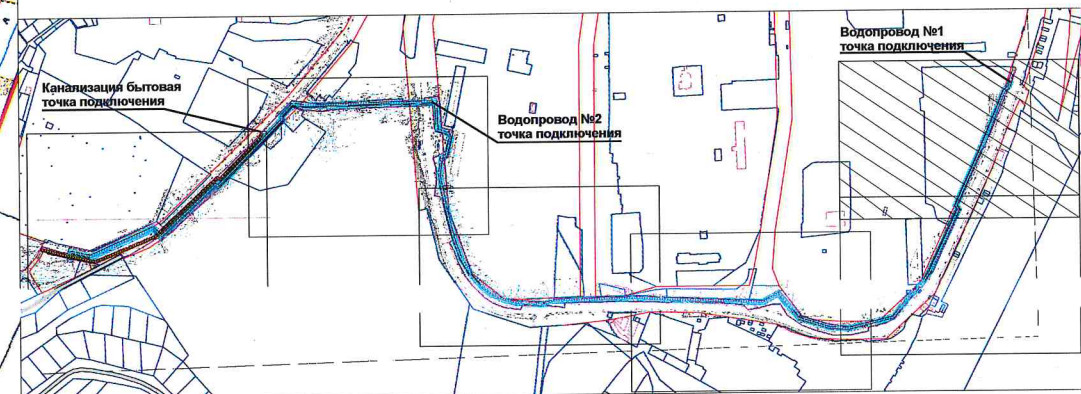 Канализация бытовая
точка подключения
Водопровод №2
точка подключения
Водопровод №1
точка подключения